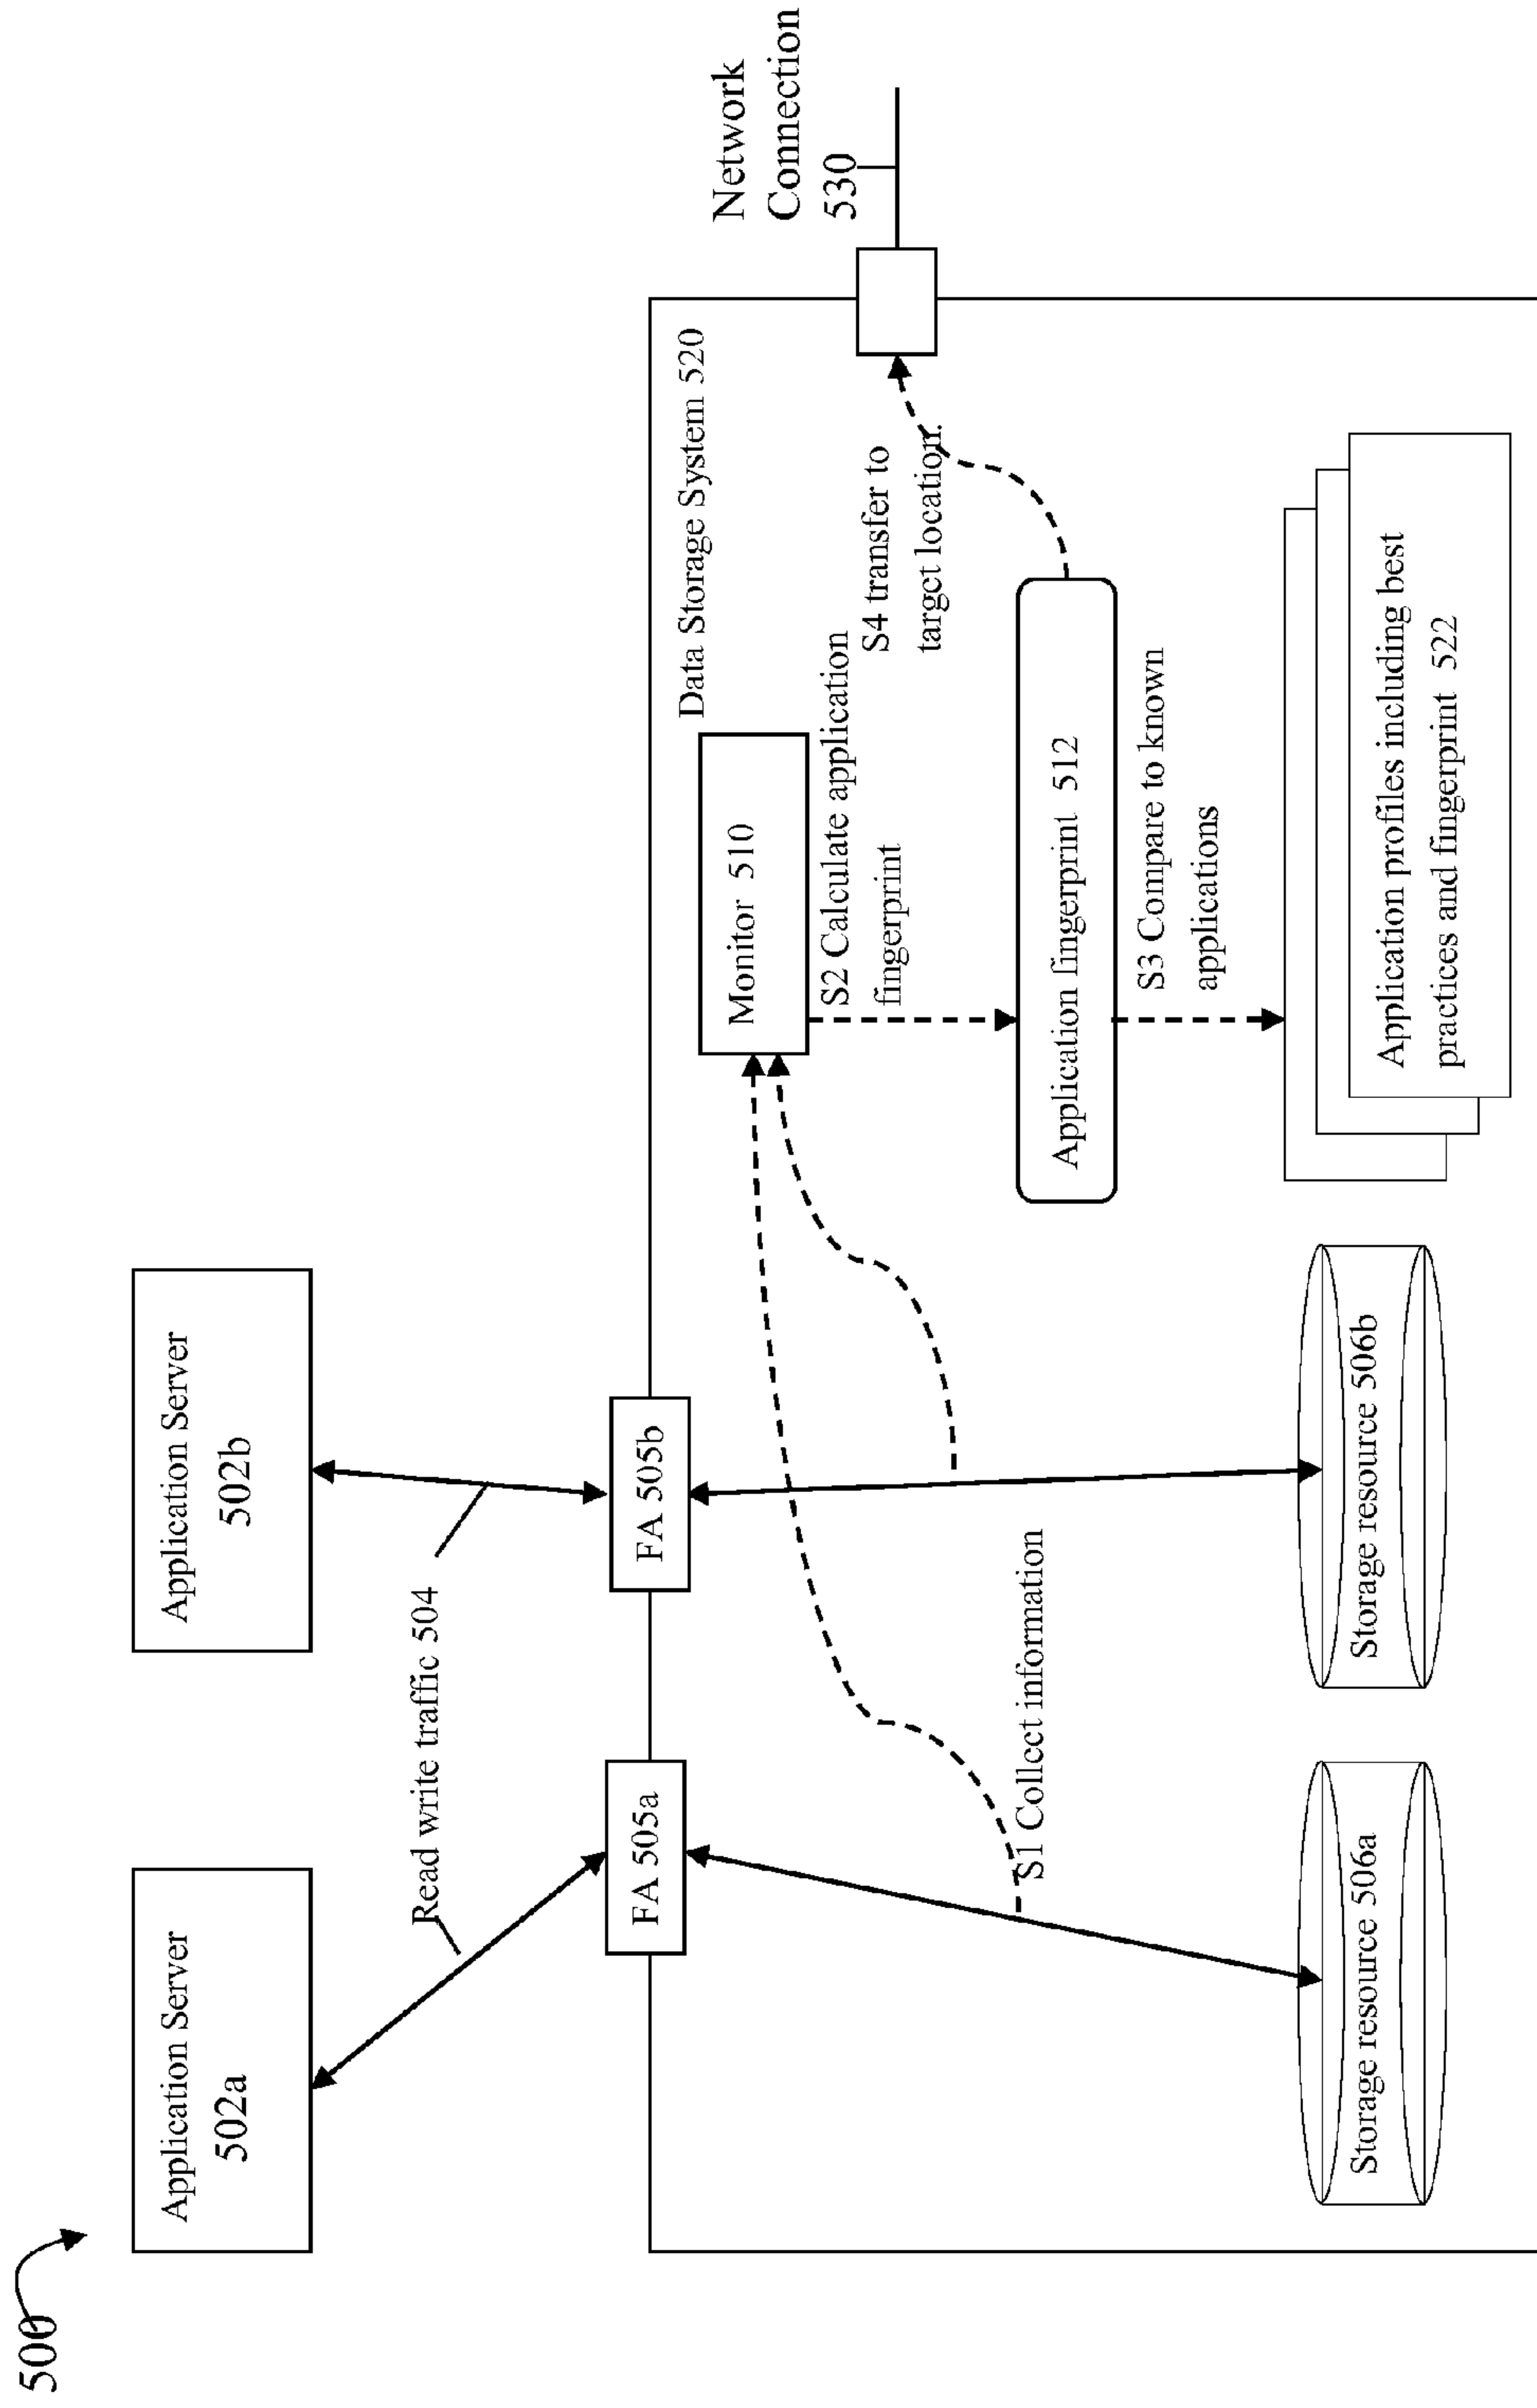 500
Application Server
502a
Application Server
502b
Read write traffic 504
FA 505a
FA 505b
Data Storage System 520
Network
Connection
530
Monitor 510
S2 Calculate application
fingerprint
S4 transfer to
target location.
S1 Collect information
Application fingerprint 512
S3 Compare to known
applications
Storage resource 506a
Storage resource 506b
Application profiles including best
practices and fingerprint 522